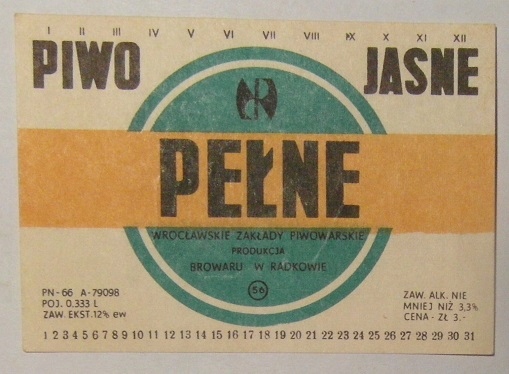 I II III IV V VI VII VIII IX X XI XII
PIWO JASNE
PEŁNE
WROCŁAWSKIE ZAKŁADY PIWOWARSKIE
PRODUKCJA
BROWARU W RADKOWIE
56
PN-66 A-79098
POJ. 0,333 L
ZAW. EKST. 12% ew
ZAW. ALK. NIE
MNIEJ NIŻ 3,3%
CENA - ZŁ 3.-
1 2 3 4 5 6 7 8 9 10 11 12 13 14 15 16 17 18 19 20 21 22 23 24 25 26 27 28 29 30 31